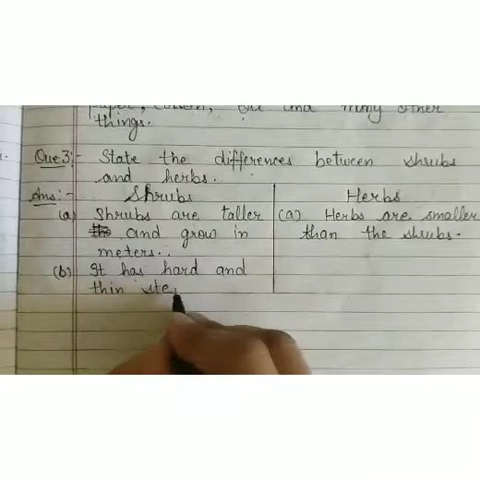 things.
Que 3:- State the differences between shrubs
and herbs.
Ans:- Shrubs
(a) Shrubs are taller
and grow in
meters..
(b) It has hard and
thin ste
Herbs
(a) Herbs are smaller
than the shrubs.